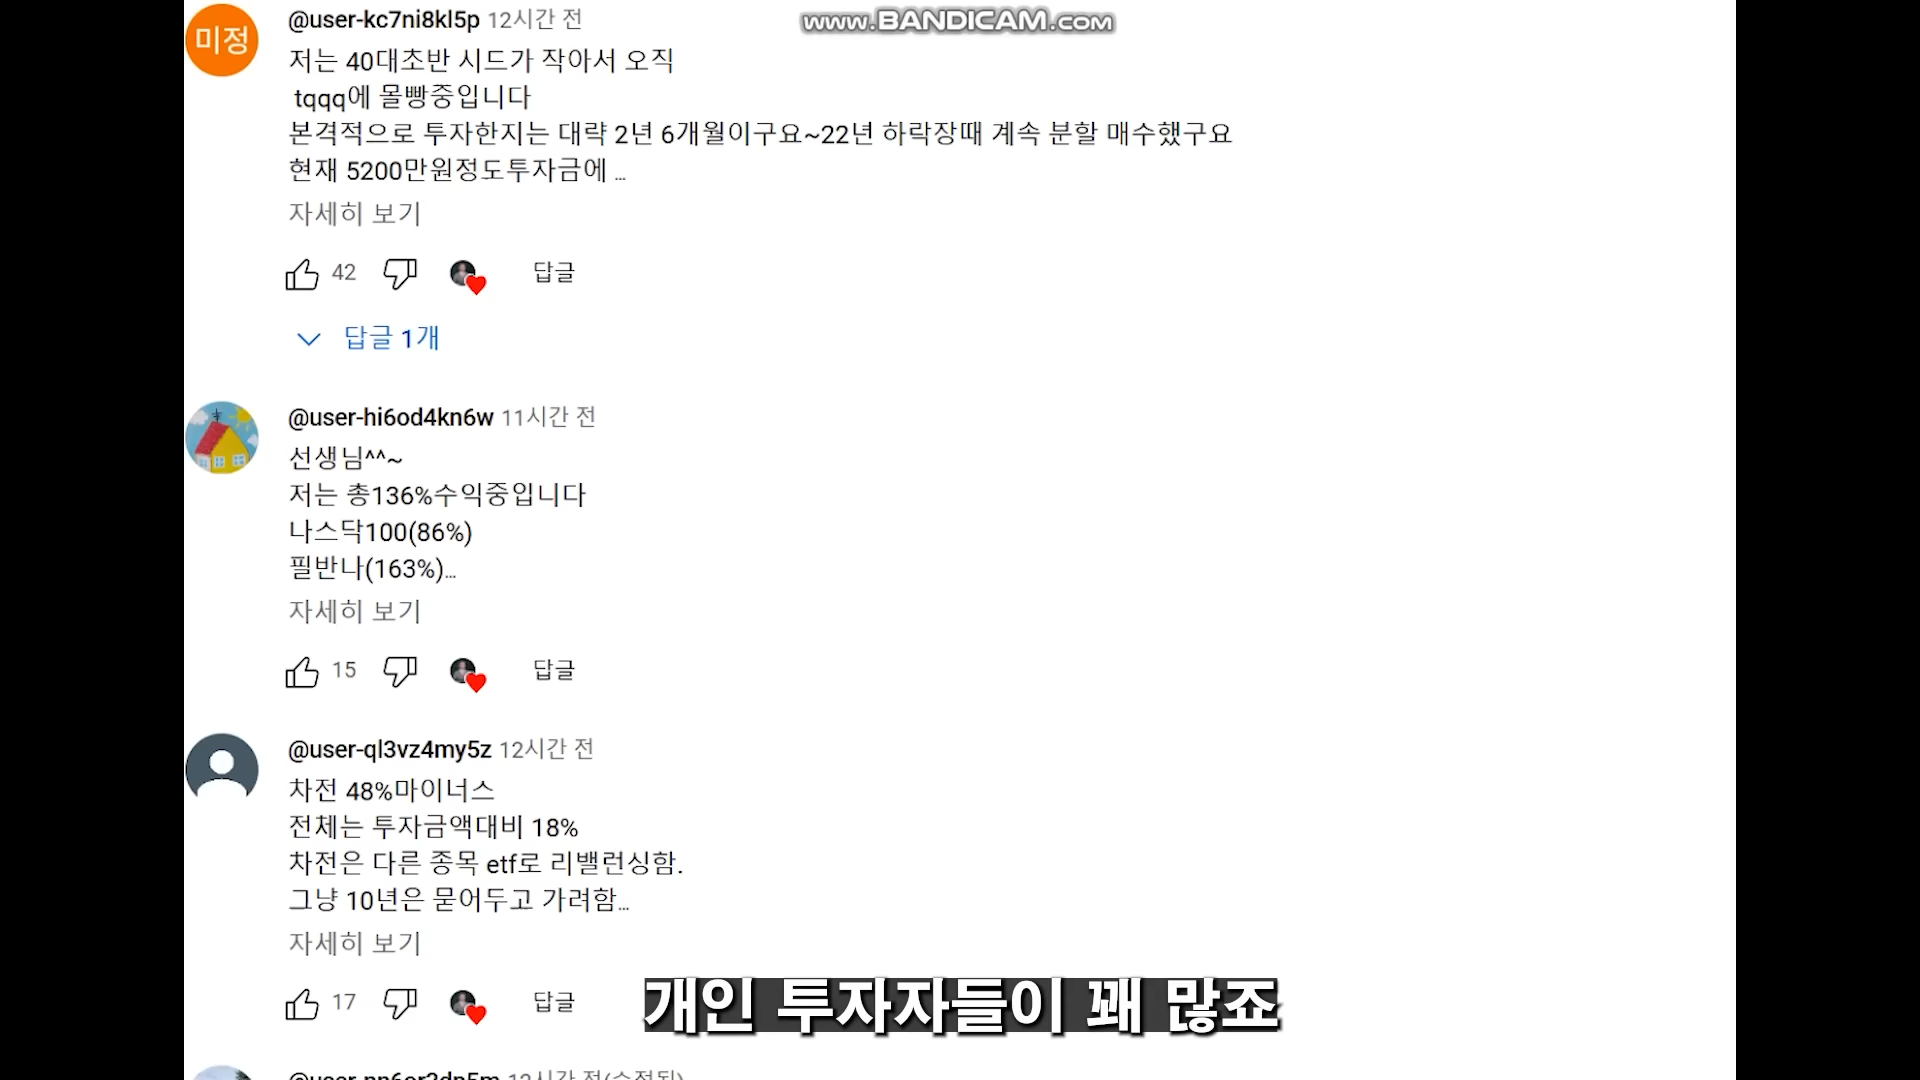 www.BANDICAM.com
미정
@user-kc7ni8kl5p 12시간 전
저는 40대초반 시드가 작아서 오직
tqqq에 몰빵중입니다
본격적으로 투자한지는 대략 2년 6개월이구요~22년 하락장때 계속 분할 매수했구요
현재 5200만원정도투자금에 ...
자세히 보기
42 답글
답글 1개
@user-hi6od4kn6w 11시간 전
선생님^^~
저는 총136%수익중입니다
나스닥100(86%)
필반나(163%)...
자세히 보기
15 답글
@user-ql3vz4my5z 12시간 전
차전 48%마이너스
전체는 투자금액대비 18%
차전은 다른 종목 etf로 리밸런싱함.
그냥 10년은 묻어두고 가려함...
자세히 보기
17 답글
개인 투자자들이 꽤 많죠
@user-nn6or2dp5m 12시간 전(수정됨)